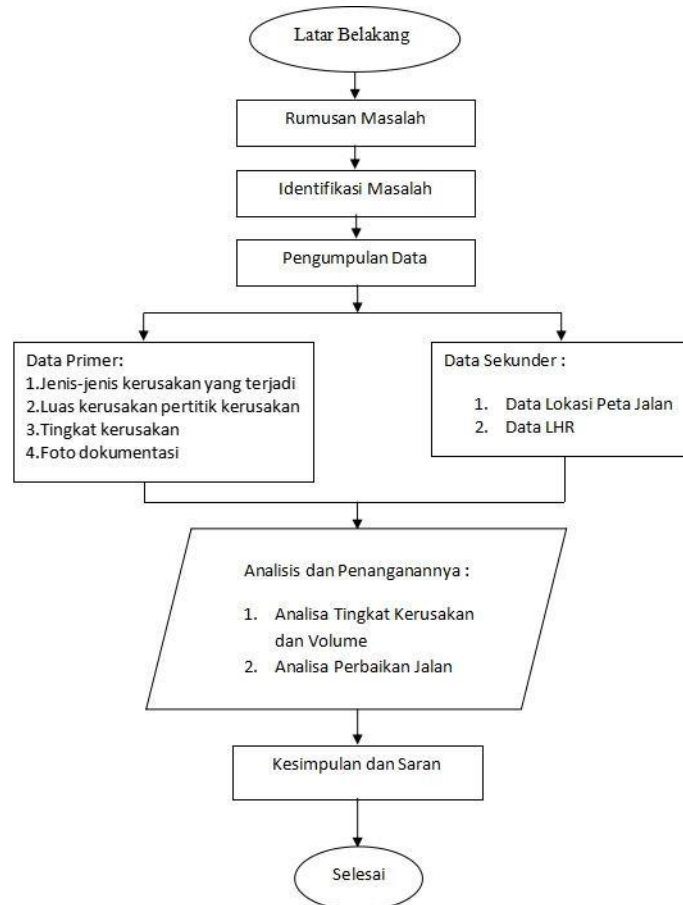 Latar Belakang
Rumusan Masalah
Identifikasi Masalah
Pengumpulan Data
Data Primer:
1.Jenis-jenis kerusakan yang terjadi
2.Luas kerusakan pertitik kerusakan
3.Tingkat kerusakan
4.Foto dokumentasi
Data Sekunder :
1. Data Lokasi Peta Jalan
2. Data LHR
Analisis dan Penanganannya :
1. Analisa Tingkat Kerusakan
dan Volume
2. Analisa Perbaikan Jalan
Kesimpulan dan Saran
Selesai